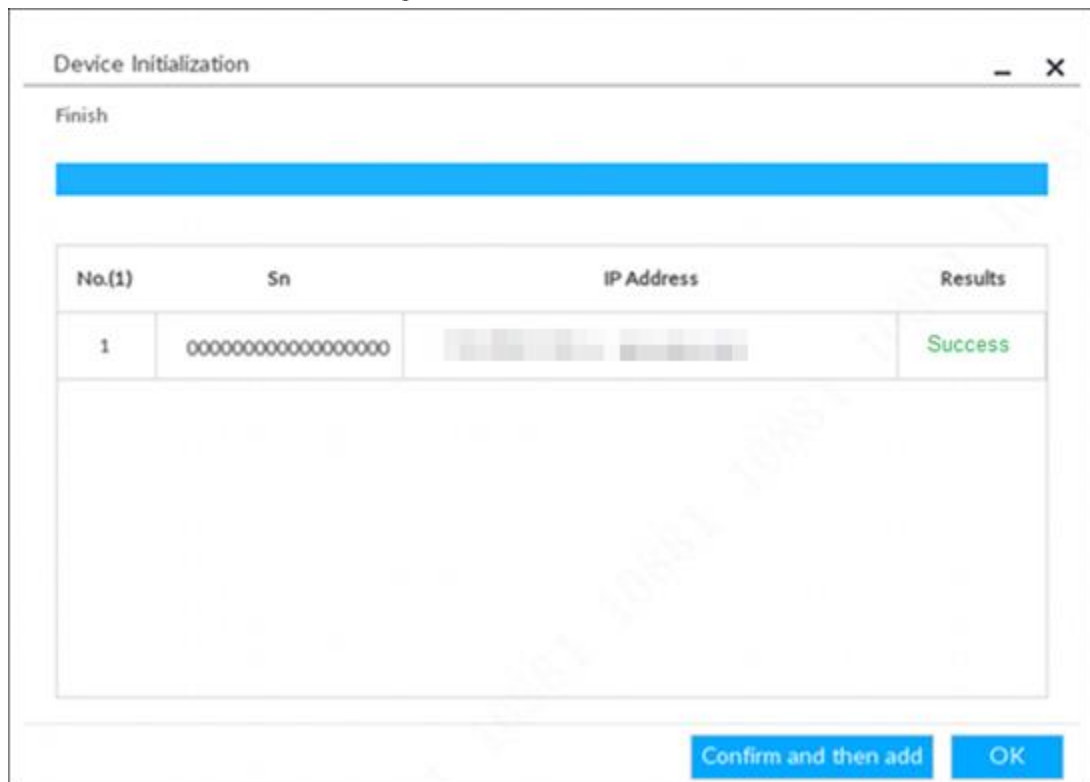 Device Initialization
Finish
No.(1) Sn IP Address Results
1 000000000000000000 Success
Confirm and then add OK